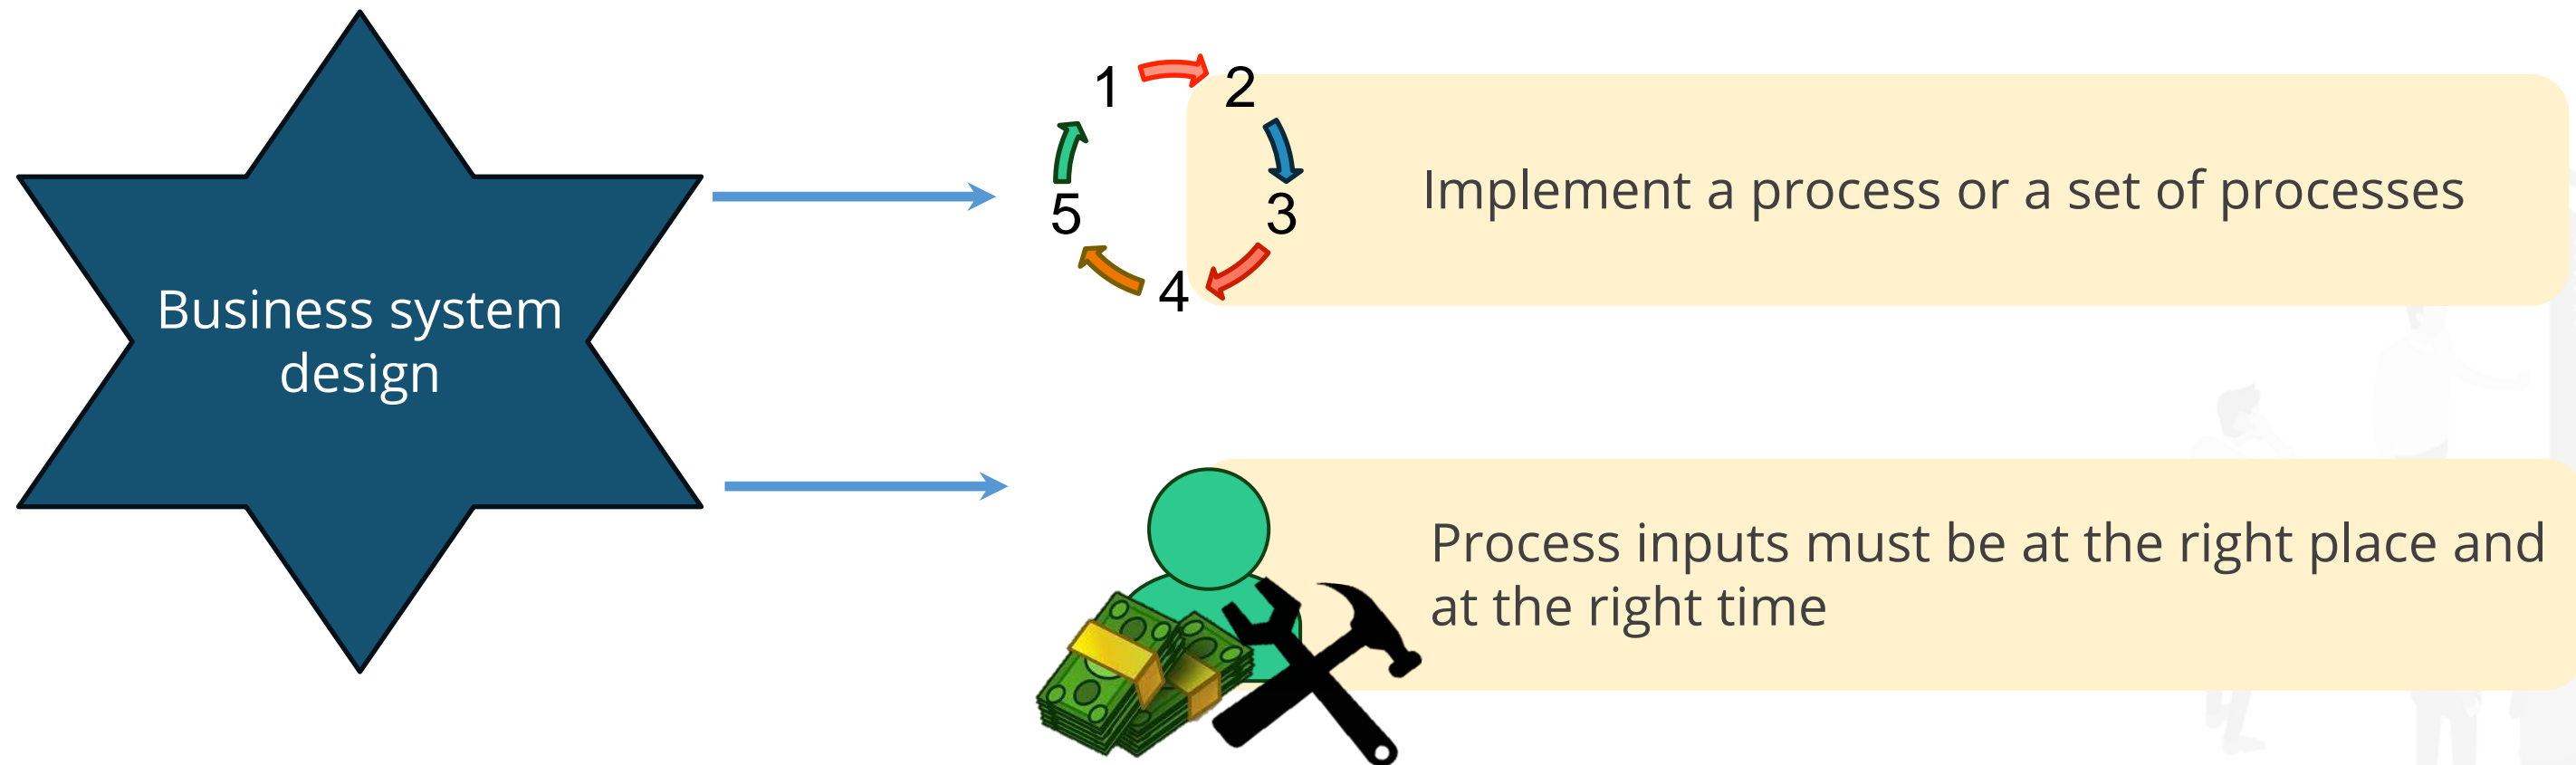 Business system
design
1
2
3
4
5
Implement a process or a set of processes
Process inputs must be at the right place and
at the right time